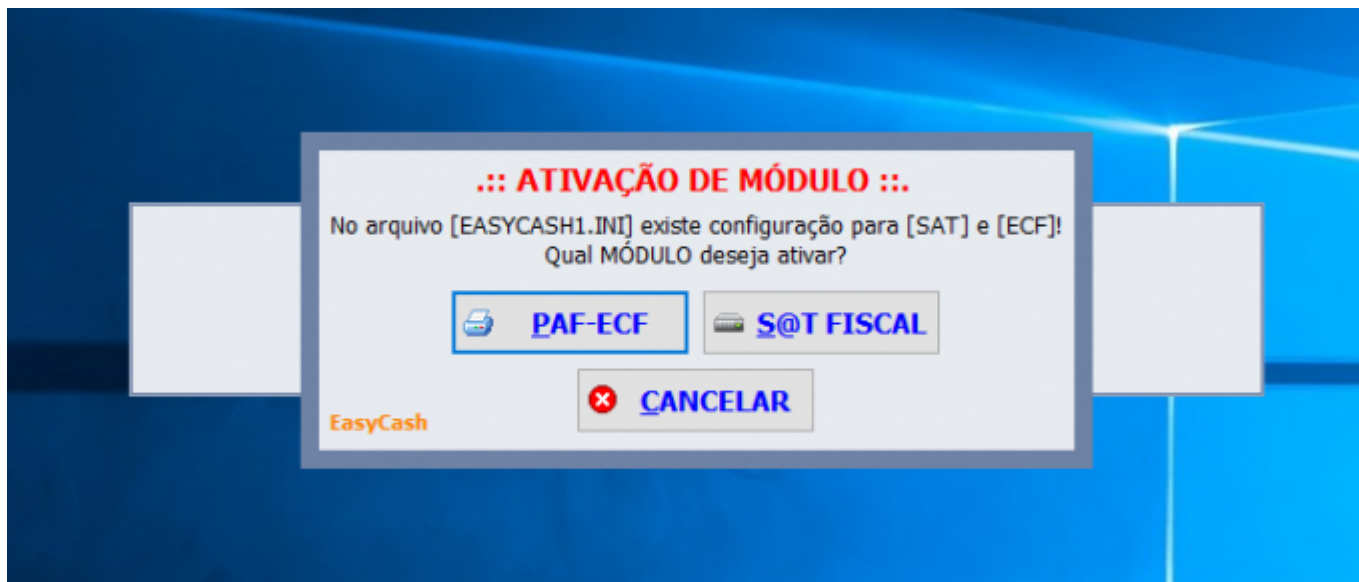 .:: ATIVAÇÃO DE MÓDULO ::.
No arquivo [EASYCASH1.INI] existe configuração para [SAT] e [ECF]!
Qual MÓDULO deseja ativar?
PAF-ECF
S@T FISCAL
CANCELAR
EasyCash